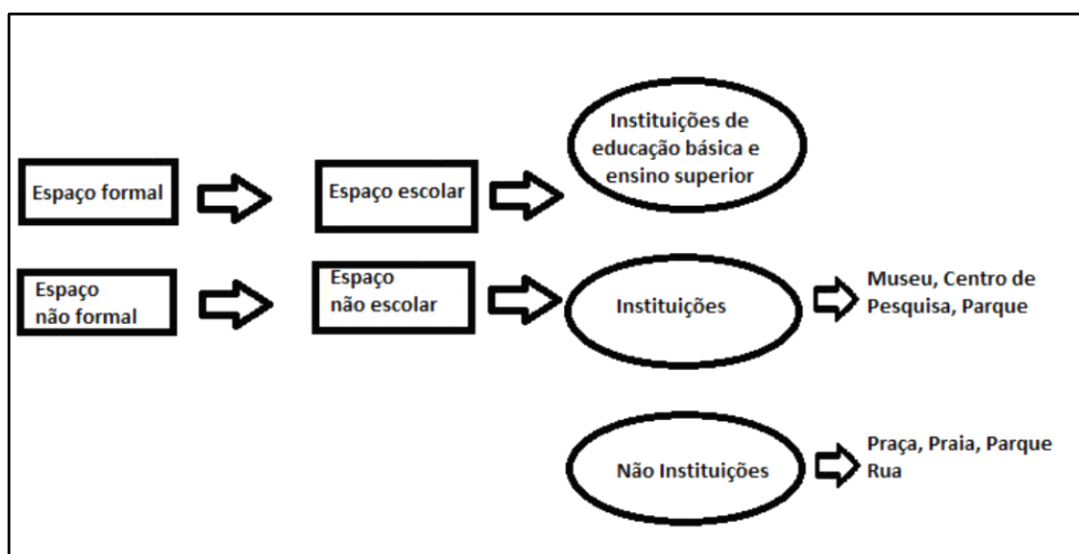 Espaço formal
Espaço escolar
Instituições de
educação básica e
ensino superior
Espaço
não formal
Espaço
não escolar
Instituições
Museu, Centro de
Pesquisa, Parque
Não Instituições
Praça, Praia, Parque
Rua